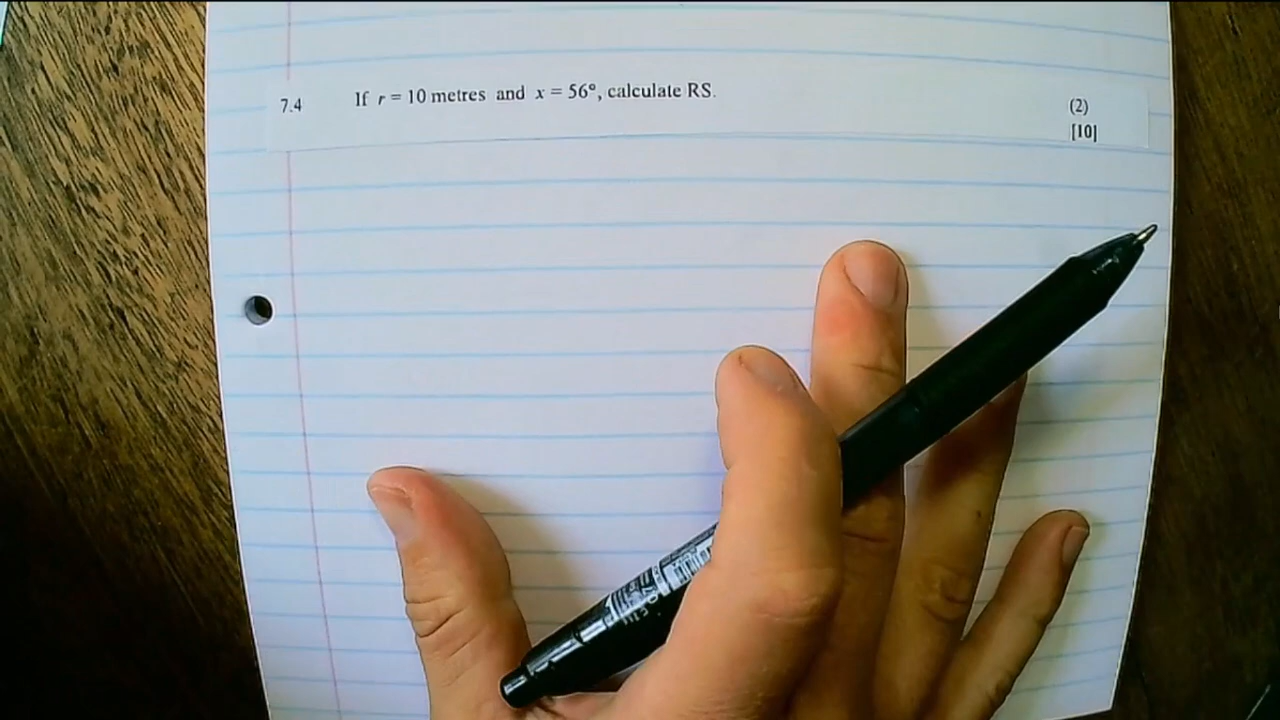 7.4 If r = 10 metres and x = 56°, calculate RS. (2)
[10]